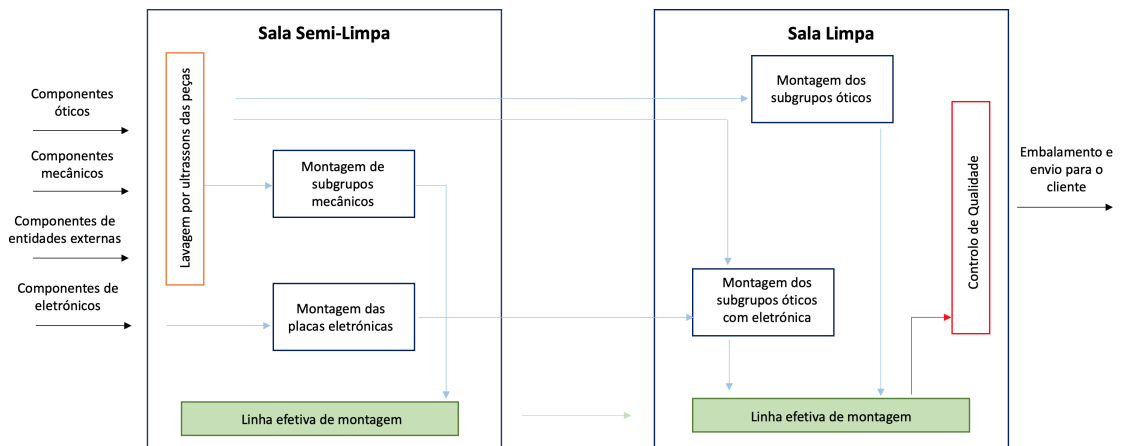 Sala Semi-Limpa
Sala Limpa
Componentes
óticos
Componentes
mecânicos
Componentes de
entidades externas
Componentes de
eletrónicos
Lavagem por ultrassons das peças
Montagem de
subgrupos
mecânicos
Montagem das
placas eletrónicas
Linha efetiva de montagem
Montagem dos
subgrupos óticos
Montagem dos
subgrupos óticos
com eletrónica
Linha efetiva de montagem
Controlo de Qualidade
Embalamento e
envio para o
cliente